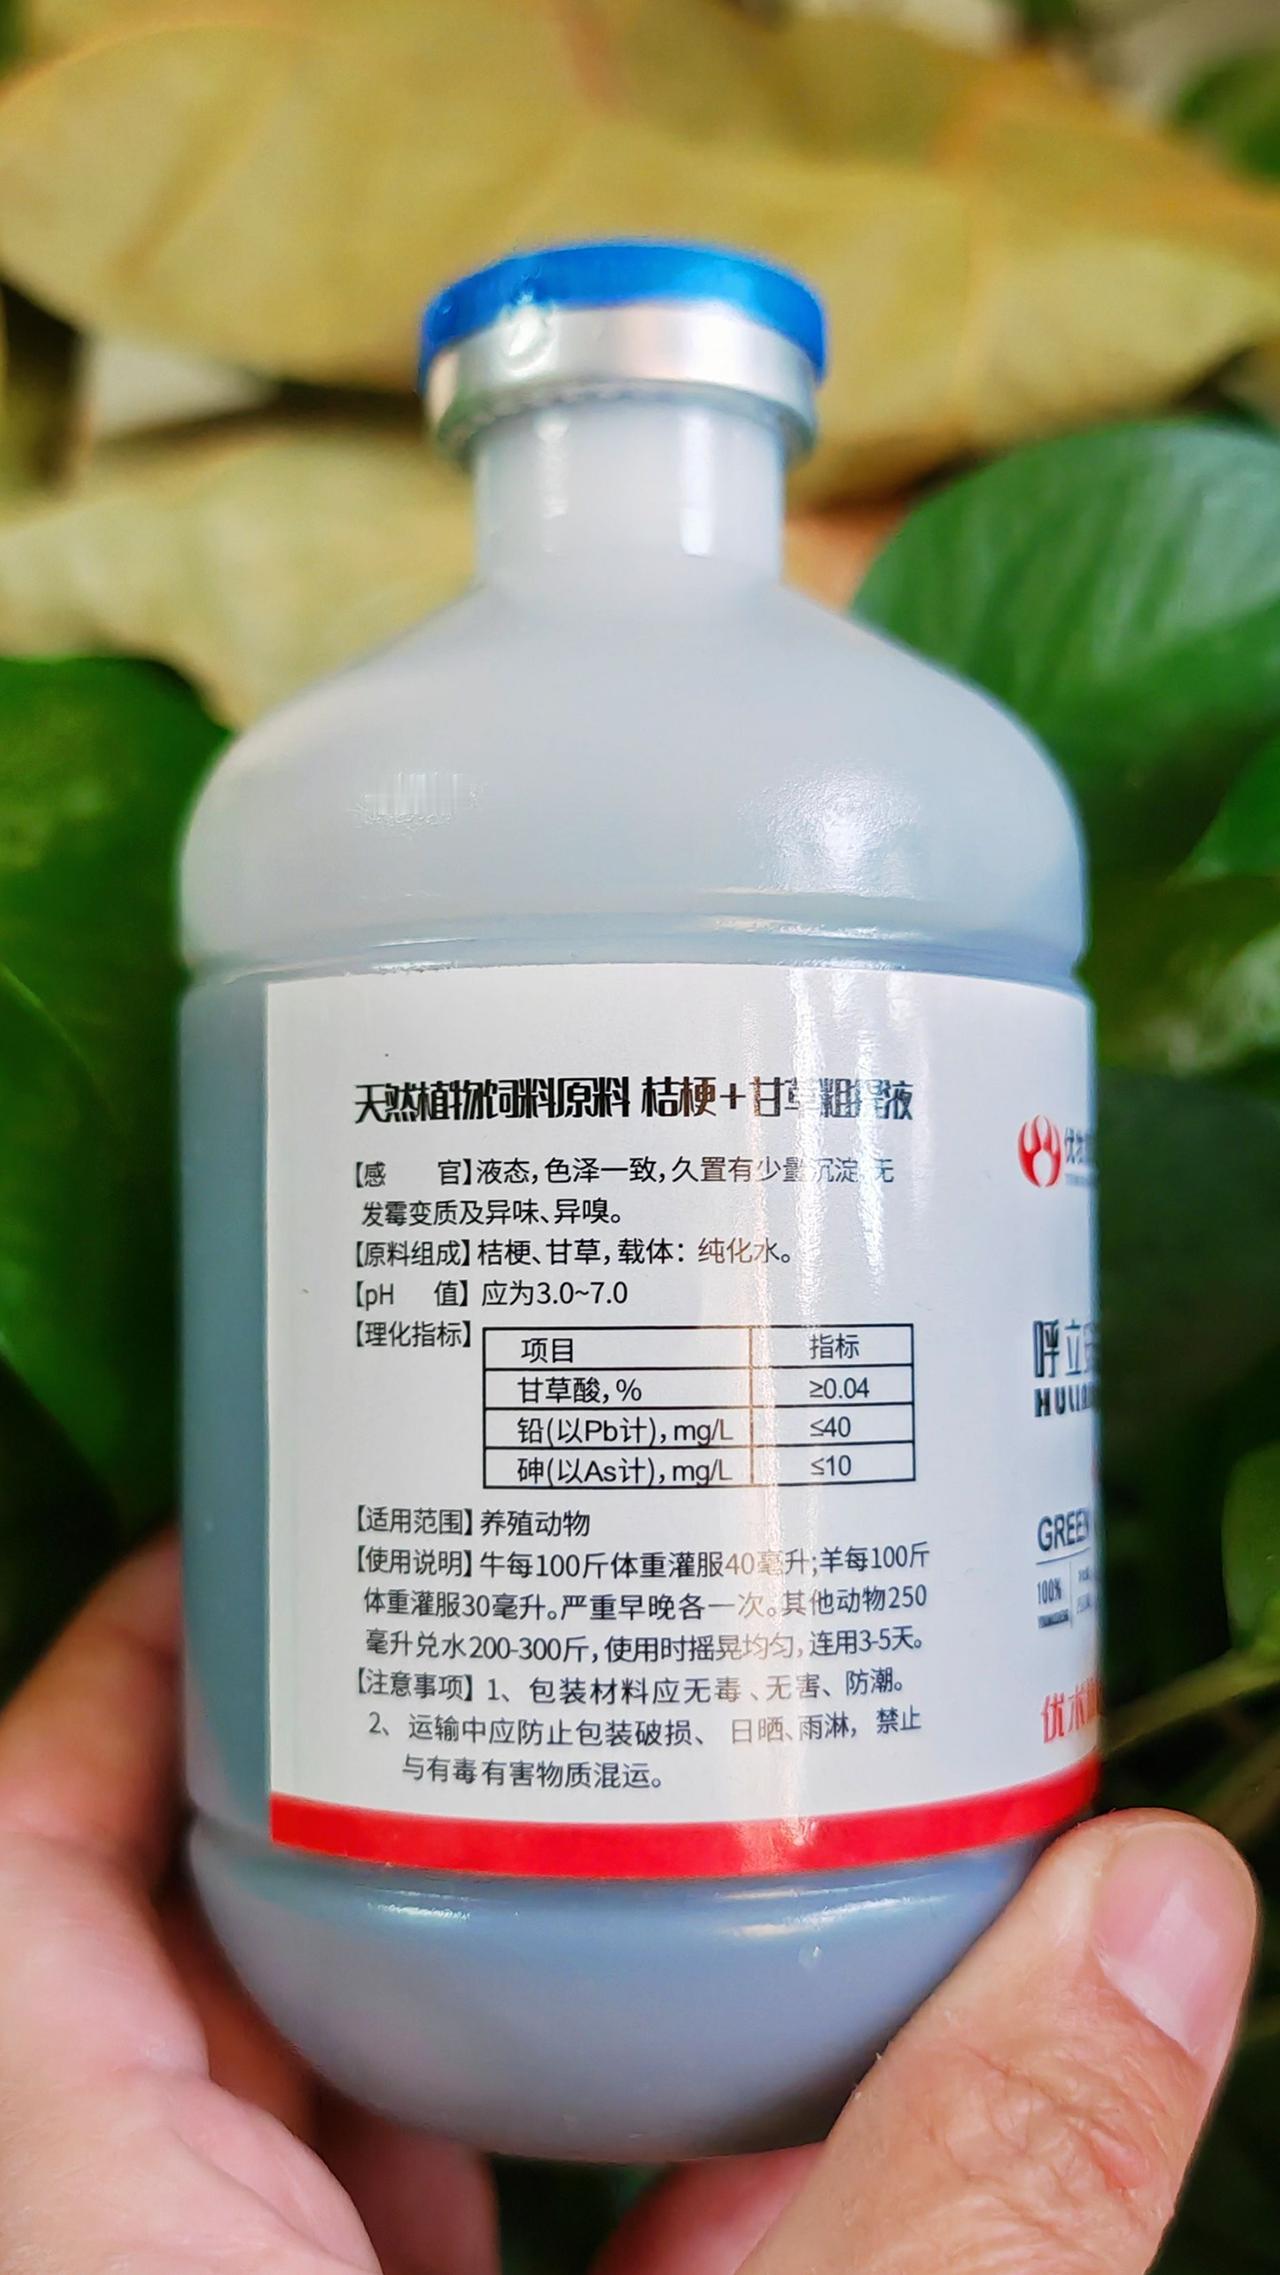 天然植物饲料原料 桔梗+甘草粗提液
【感 官】液态，色泽一致，久置有少量沉淀，无
发霉变质及异味、异嗅。
【原料组成】桔梗、甘草，载体：纯化水。
【pH 值】应为3.0~7.0
【理化指标】
项目 指标
甘草酸，% ≥0.04
铅(以Pb计)，mg/L ≤40
砷(以As计)，mg/L ≤10
【适用范围】养殖动物
【使用说明】牛每100斤体重灌服40毫升;羊每100斤
体重灌服30毫升。严重早晚各一次。其他动物250
毫升兑水200-300斤，使用时摇晃均匀，连用3-5天。
【注意事项】1、包装材料应无毒、无害、防潮。
2、运输中应防止包装破损、日晒、雨淋，禁止
与有毒有害物质混运。
优牧
呼立
HULIAN
GREEN
100%